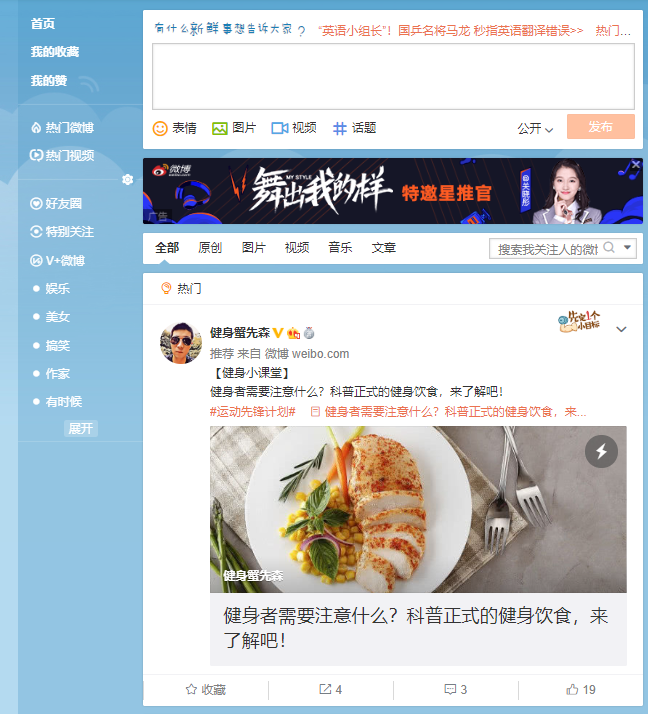 首页
我的收藏
我的赞
热门微博
热门视频
好友圈
特别关注
V+微博
娱乐
美女
搞笑
作家
有时候
展开
有什么新鲜事想告诉大家？
“英语小组长”！国乒名将马龙 秒指英语翻译错误>> 热门...
表情 图片 视频 话题
公开
发布
微博
MY STYLE
舞出我的样
特邀星推官
@关晓彤
广告
全部 原创 图片 视频 音乐 文章
搜索我关注人的微
热门
健身蟹先森
先定1个
小目标
推荐 来自 微博 weibo.com
【健身小课堂】
健身者需要注意什么？科普正式的健身饮食，来了解吧！
#运动先锋计划# 健身者需要注意什么？科普正式的健身饮食，来...
健身蟹先森
健身者需要注意什么？科普正式的健身饮食，来
了解吧！
收藏 4 3 19